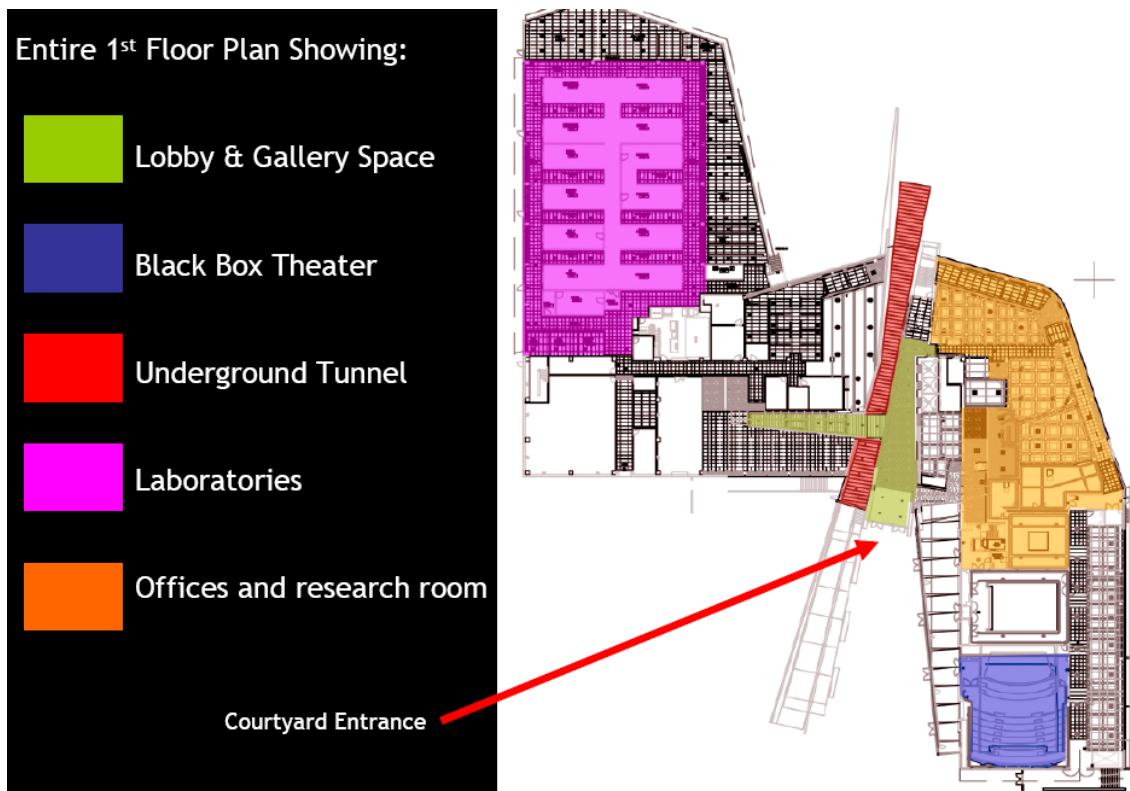 Entire 1st Floor Plan Showing:
Lobby & Gallery Space
Black Box Theater
Underground Tunnel
Laboratories
Offices and research room
Courtyard Entrance